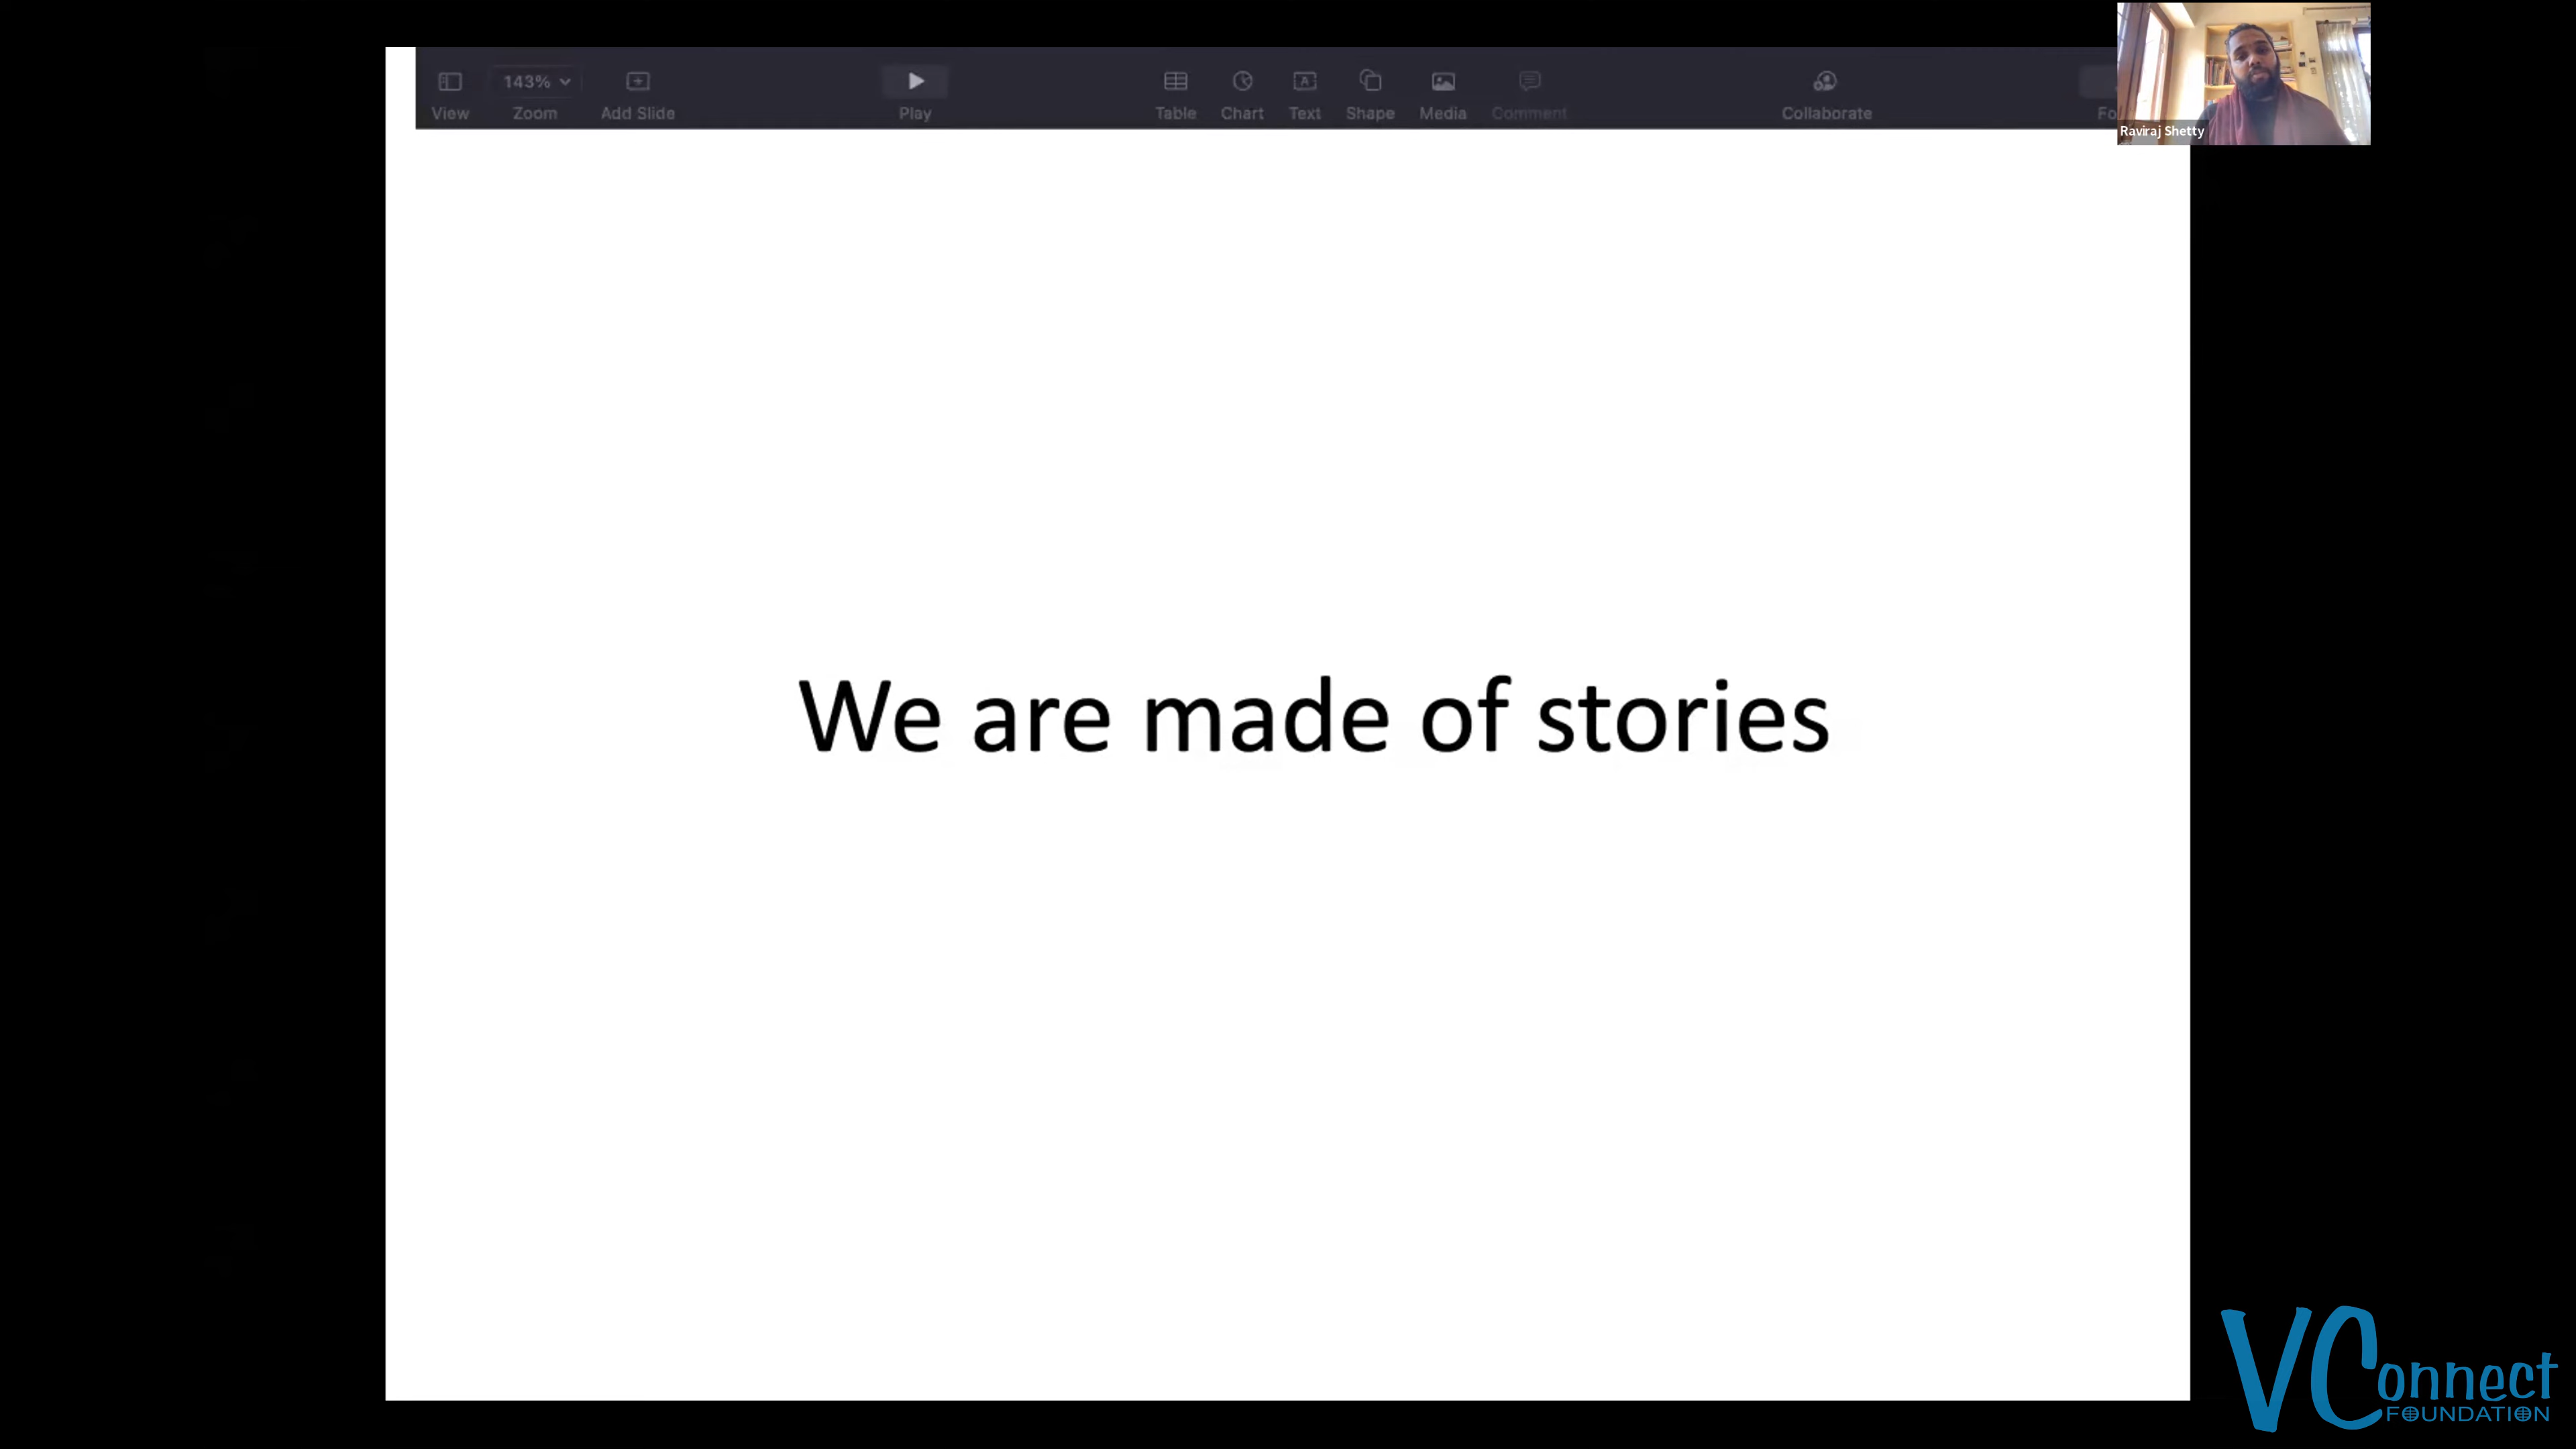 143%
View
Zoom
Add Slide
Play
Table
Chart
Text
Shape
Media
Comment
Collaborate
Raviraj Shetty
We are made of stories
VConnect
FOUNDATION